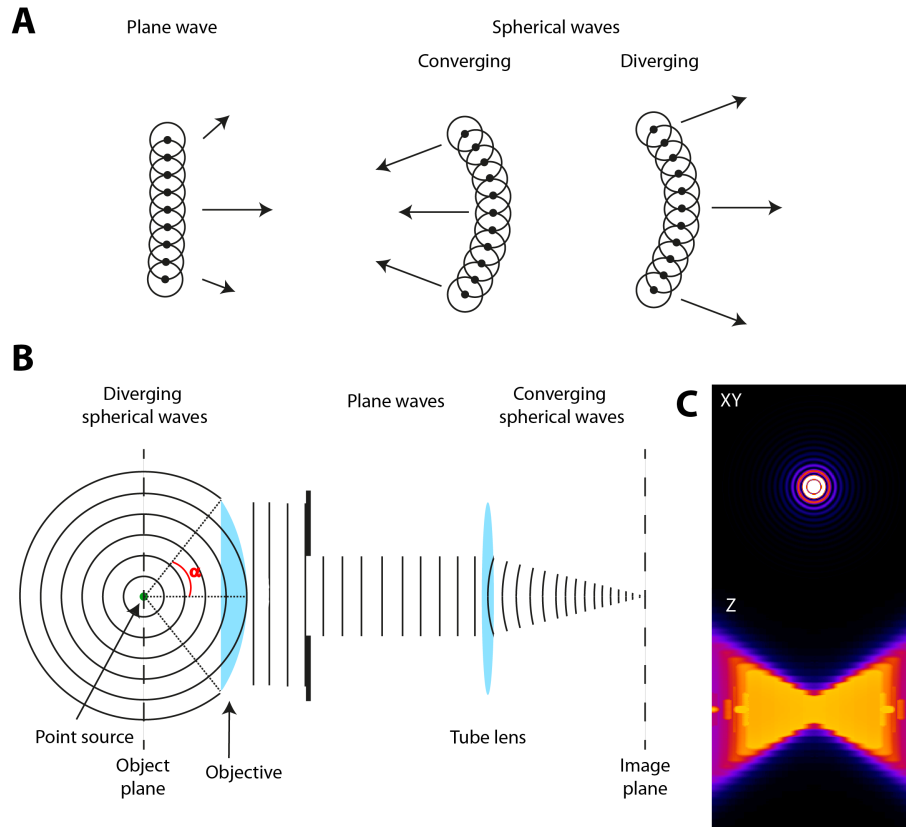 A
Plane wave
Spherical waves
Converging
Diverging
B
Diverging
spherical waves
Plane waves
Converging
spherical waves
C
XY
α
Z
Point source
Object
plane
Objective
Tube lens
Image
plane